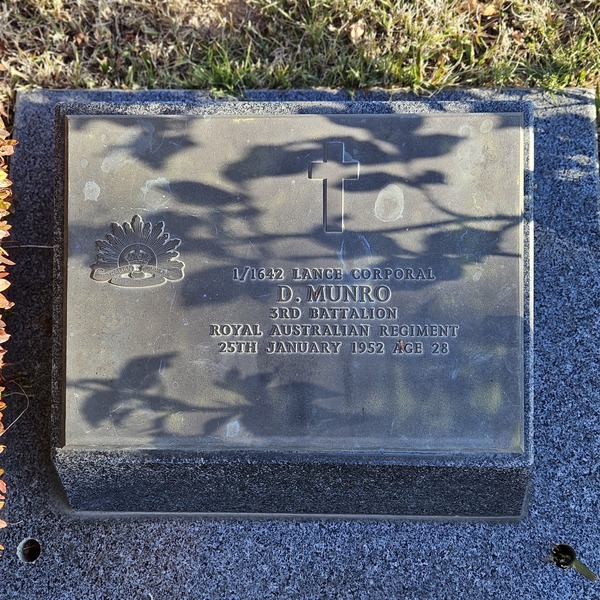 1/1642 LANCE CORPORAL
D. MUNRO
3RD BATTALION
ROYAL AUSTRALIAN REGIMENT
25TH JANUARY 1952 AGE 28